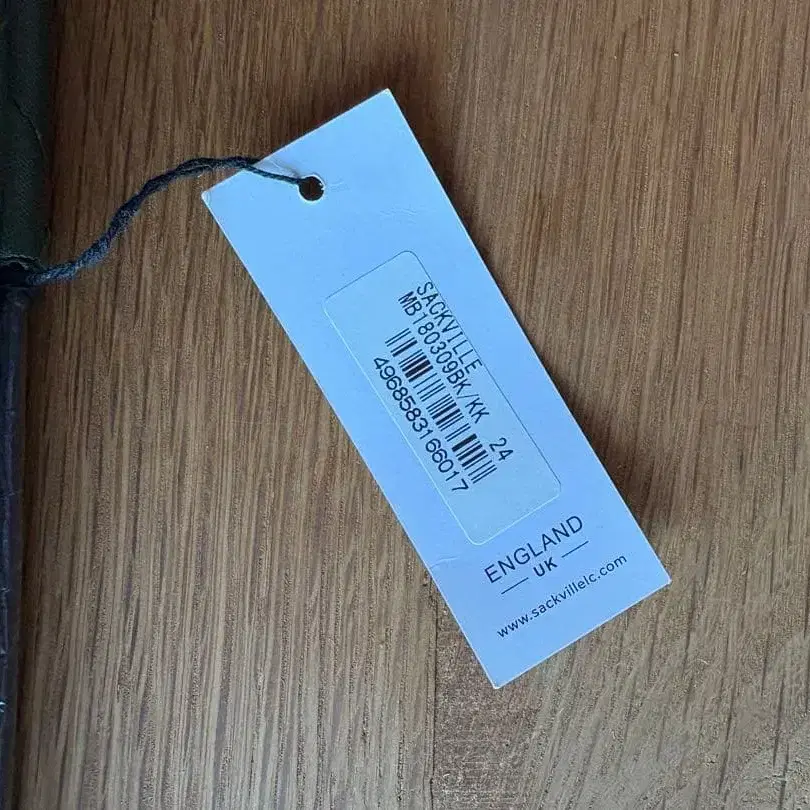 SACKVILLE
MB180309BK/KK 24
4968583166017
ENGLAND
UK
www.sackvillelc.com